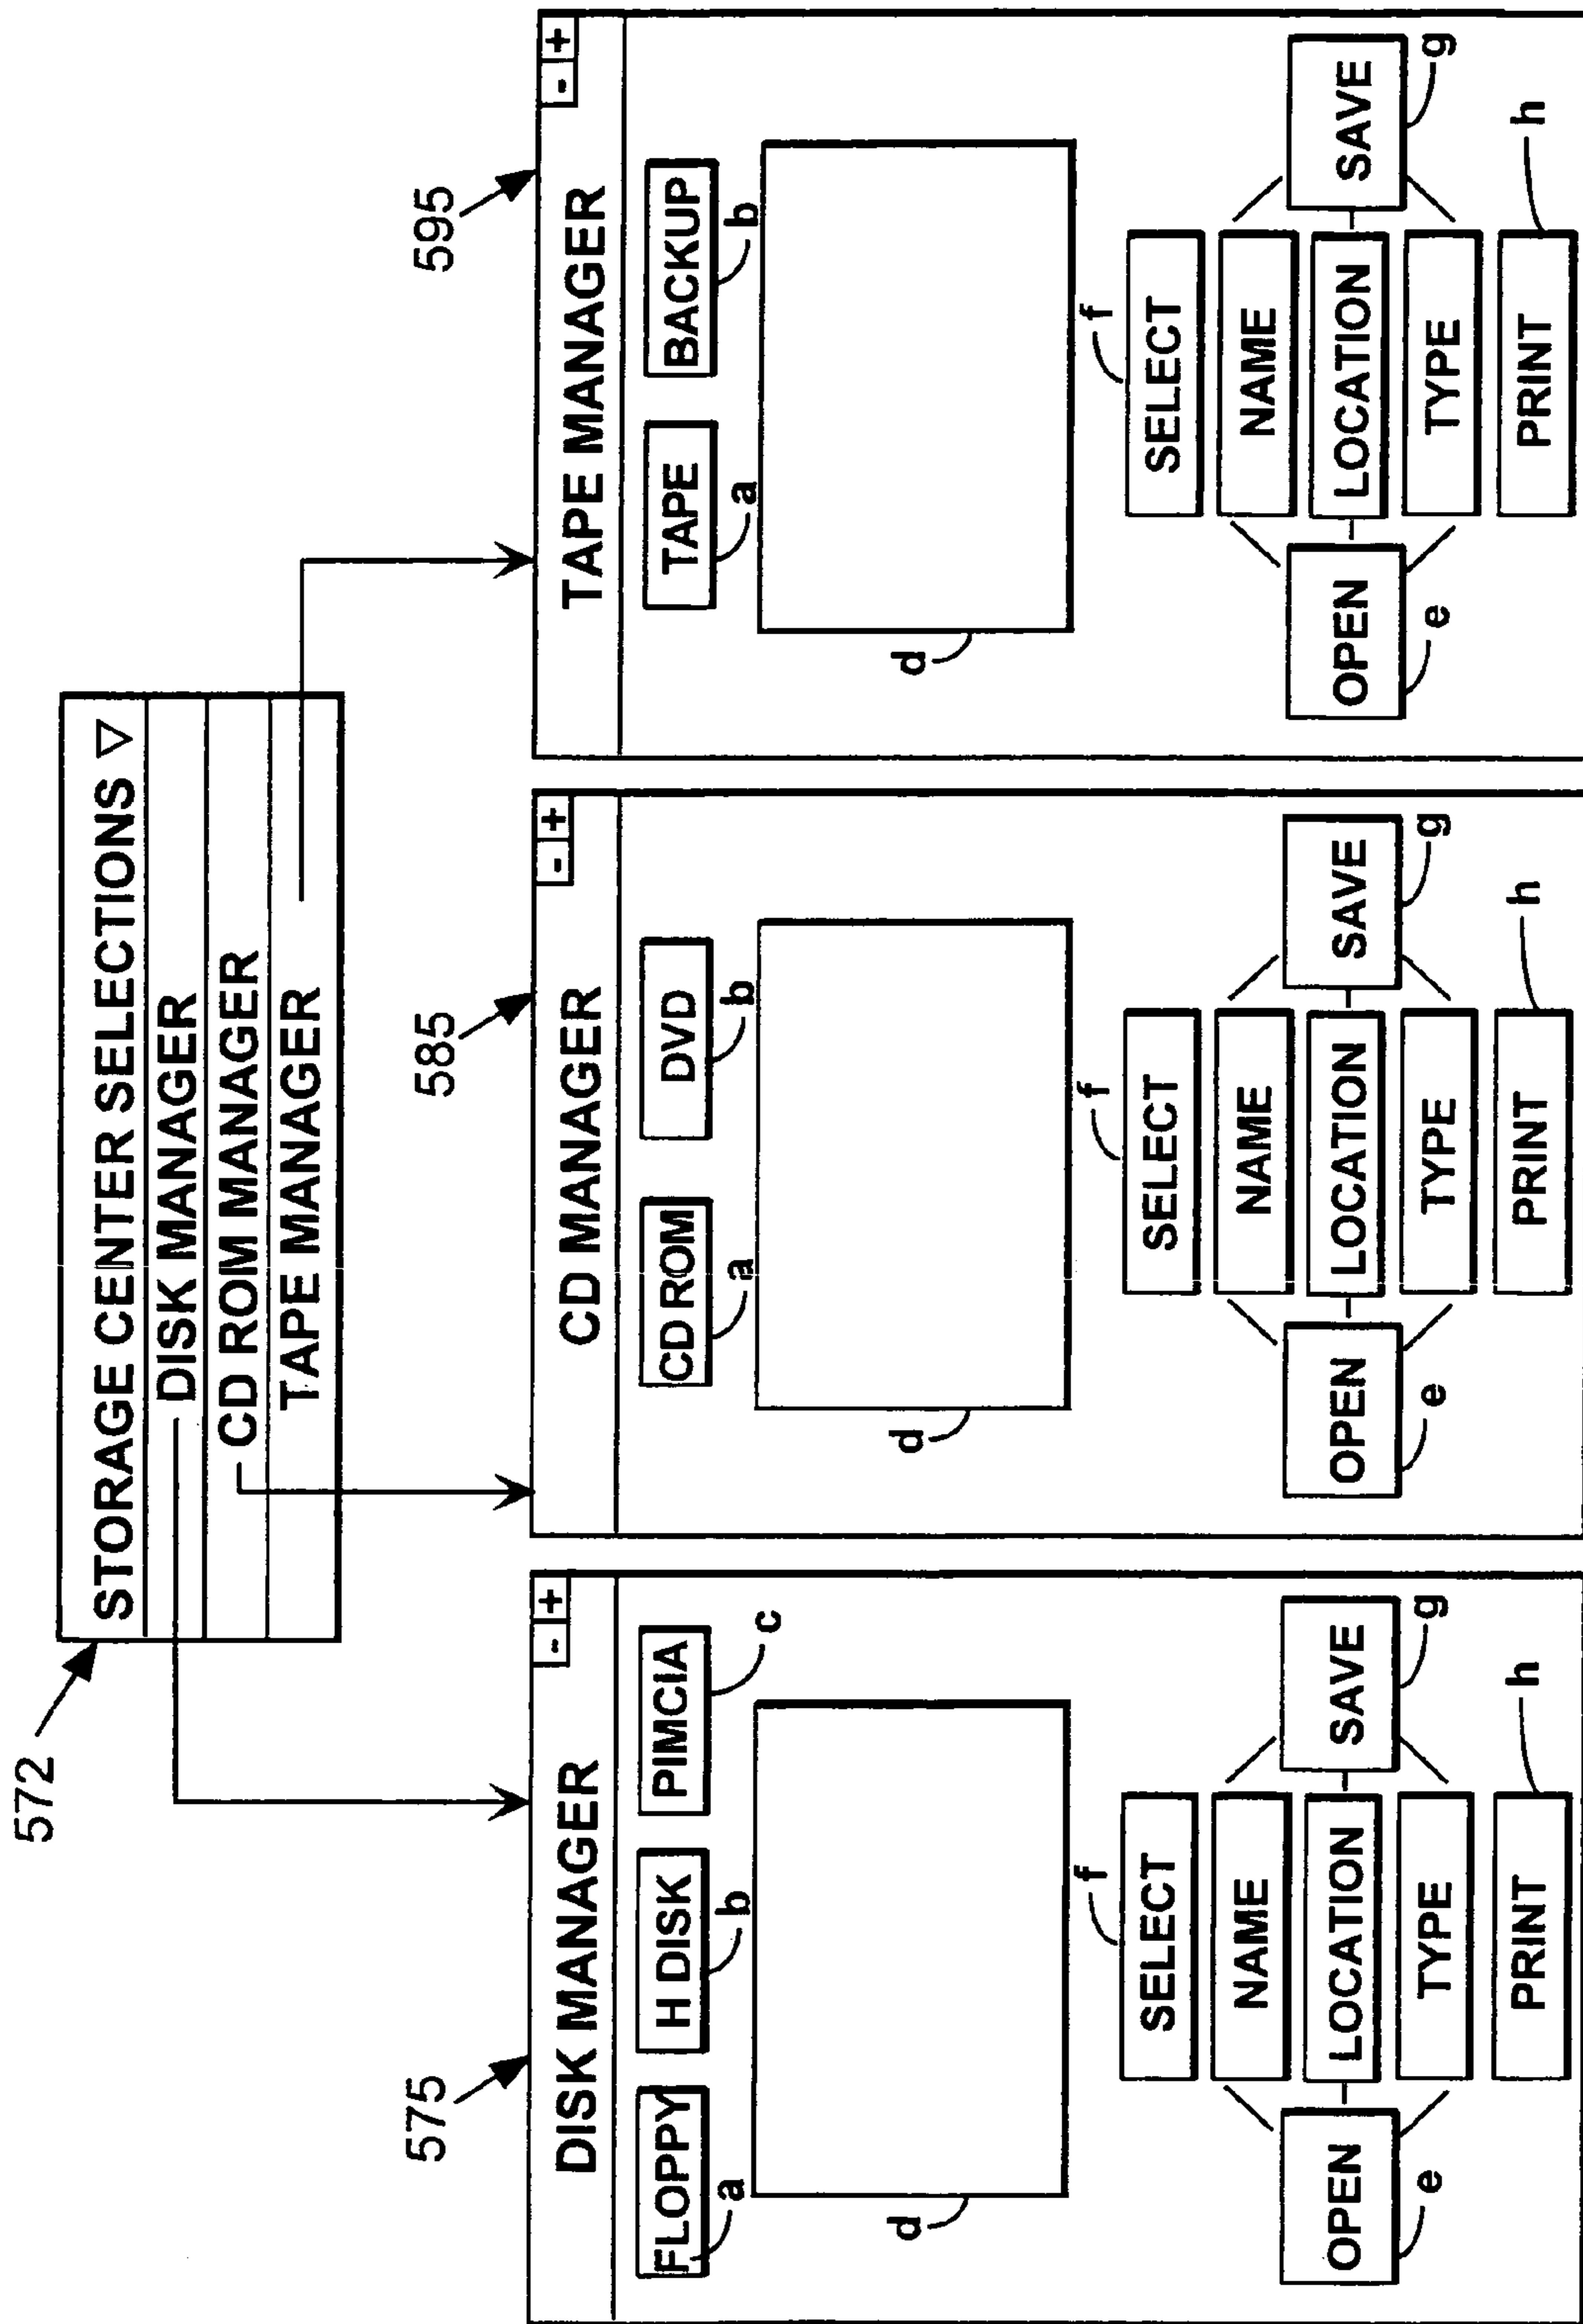 572
STORAGE CENTER SELECTIONS ▽
DISK MANAGER
CD ROM MANAGER
TAPE MANAGER
575
- +
DISK MANAGER
FLOPPY H DISK PIMCIA
a b c
d
f
SELECT
NAME
OPEN LOCATION SAVE
e g
TYPE
h
PRINT
585
- +
CD MANAGER
CD ROM DVD
a b
d
f
SELECT
NAME
OPEN LOCATION SAVE
e g
TYPE
h
PRINT
595
- +
TAPE MANAGER
TAPE BACKUP
a b
d
f
SELECT
NAME
OPEN LOCATION SAVE
e g
TYPE
h
PRINT